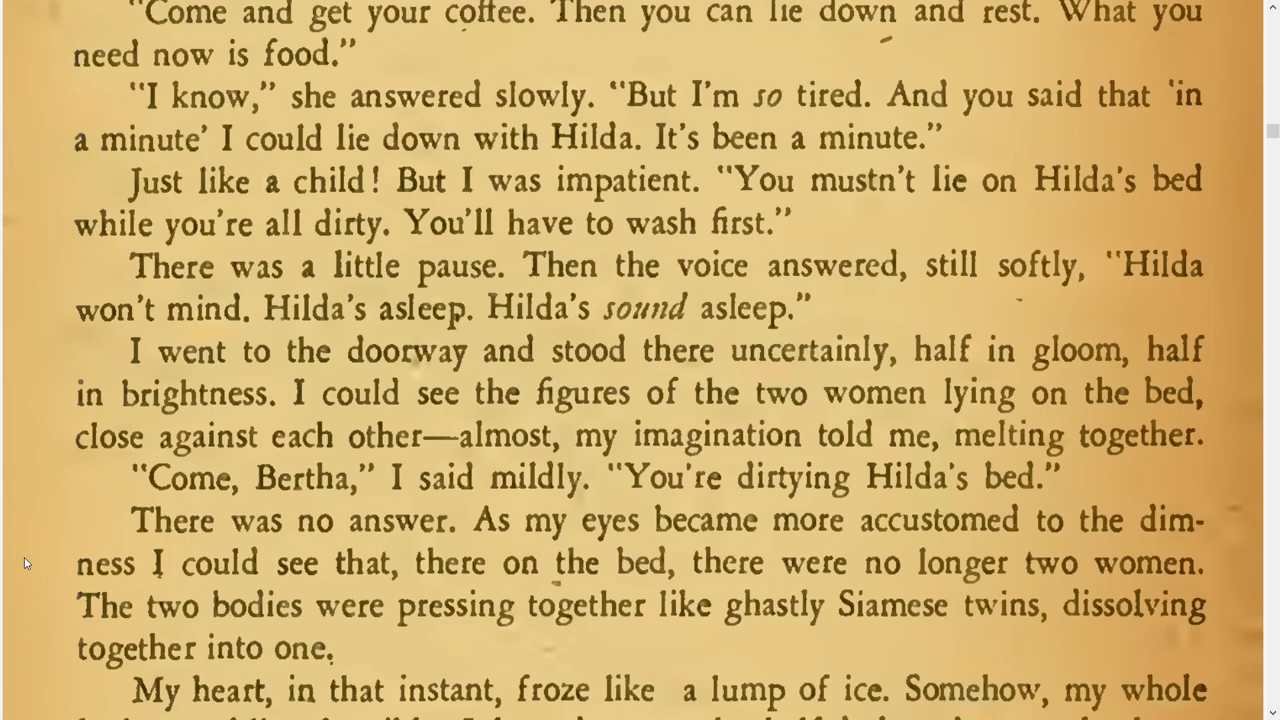 "Come and get your coffee. Then you can lie down and rest. What you
need now is food."
"I know," she answered slowly. "But I'm so tired. And you said that 'in
a minute' I could lie down with Hilda. It's been a minute."
Just like a child! But I was impatient. "You mustn't lie on Hilda's bed
while you're all dirty. You'll have to wash first."
There was a little pause. Then the voice answered, still softly, "Hilda
won't mind. Hilda's asleep. Hilda's sound asleep."
I went to the doorway and stood there uncertainly, half in gloom, half
in brightness. I could see the figures of the two women lying on the bed,
close against each other—almost, my imagination told me, melting together.
"Come, Bertha," I said mildly. "You're dirtying Hilda's bed."
There was no answer. As my eyes became more accustomed to the dim-
ness I could see that, there on the bed, there were no longer two women.
The two bodies were pressing together like ghastly Siamese twins, dissolving
together into one.
My heart, in that instant, froze like a lump of ice. Somehow, my whole